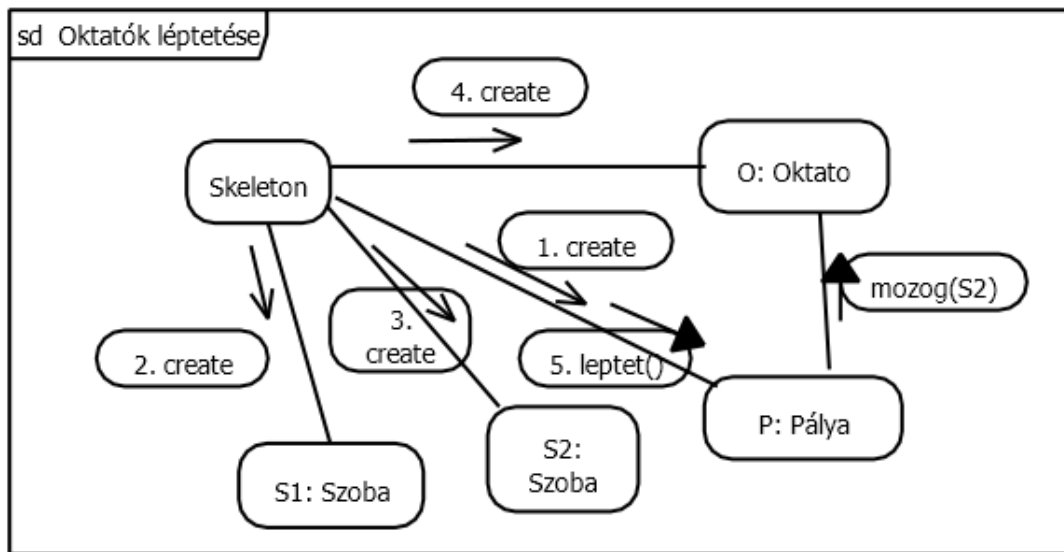 sd Oktatók léptetése
4. create
Skeleton
O: Oktato
1. create
mozog(S2)
3.
create
2. create
5. leptet()
P: Pálya
S2:
Szoba
S1: Szoba